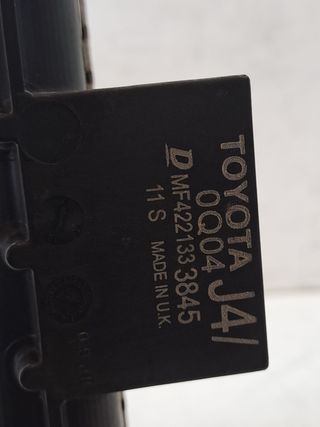 TOYOTA J4/
0Q04
D MF422133 3845
11 S MADE IN U.K.